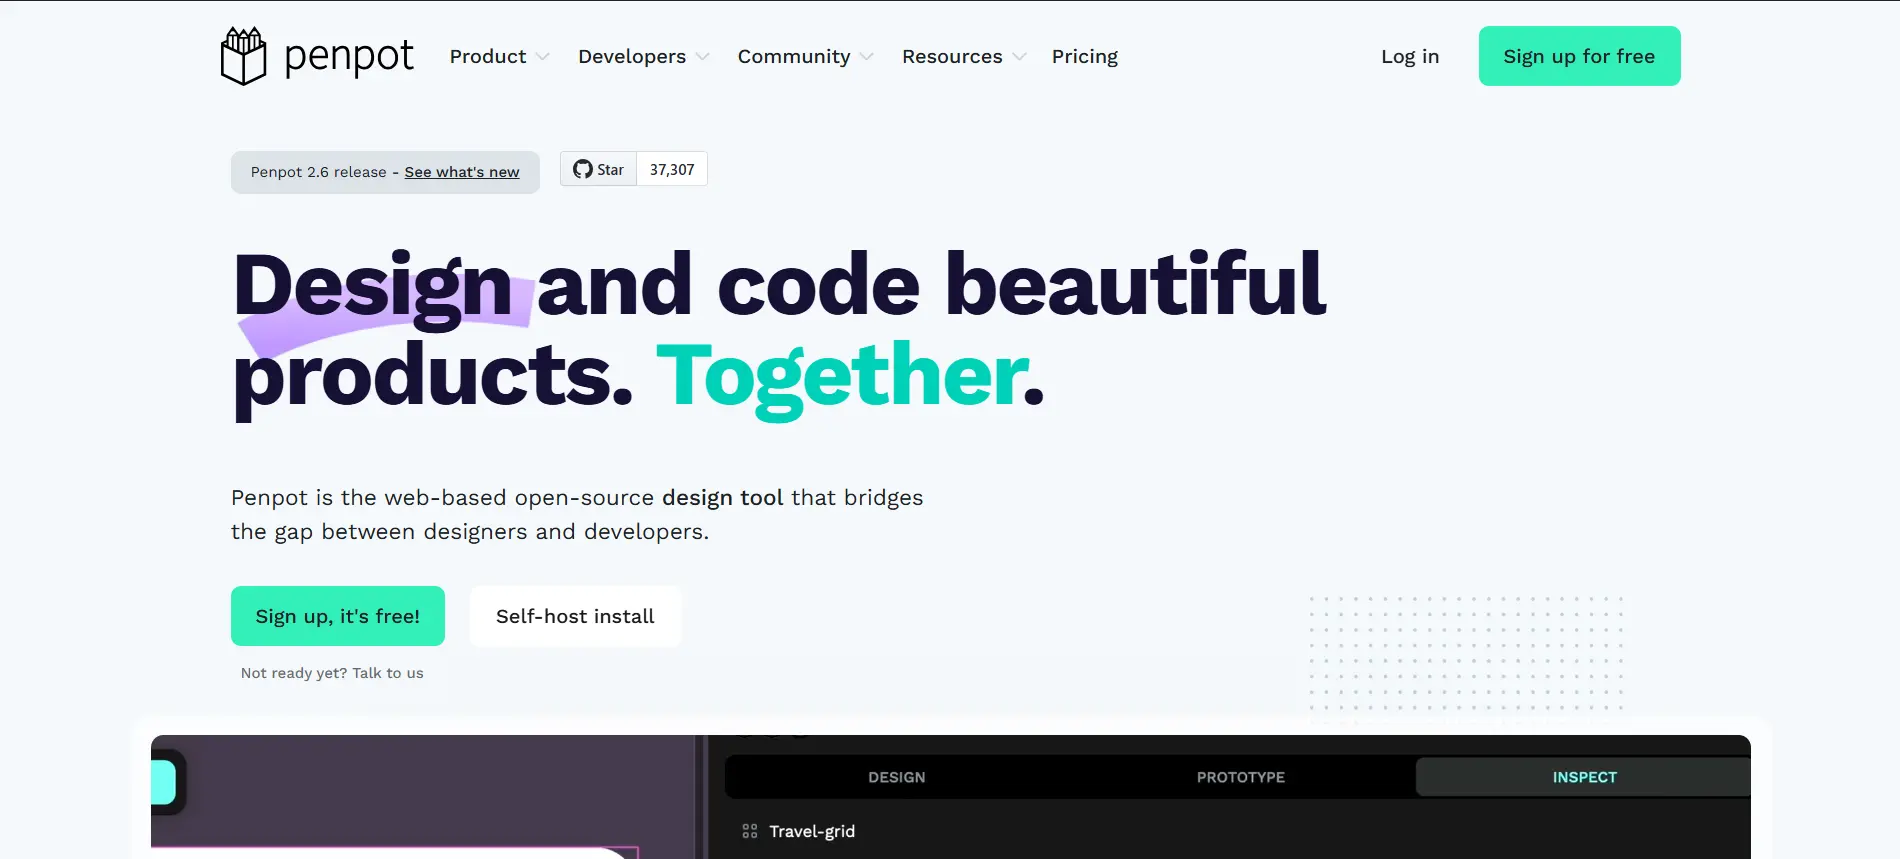 penpot Product Developers Community Resources Pricing Log in Sign up for free
Penpot 2.6 release - See what's new Star 37,307
Design and code beautiful
products. Together.
Penpot is the web-based open-source design tool that bridges
the gap between designers and developers.
Sign up, it's free! Self-host install
Not ready yet? Talk to us
DESIGN PROTOTYPE INSPECT
Travel-grid